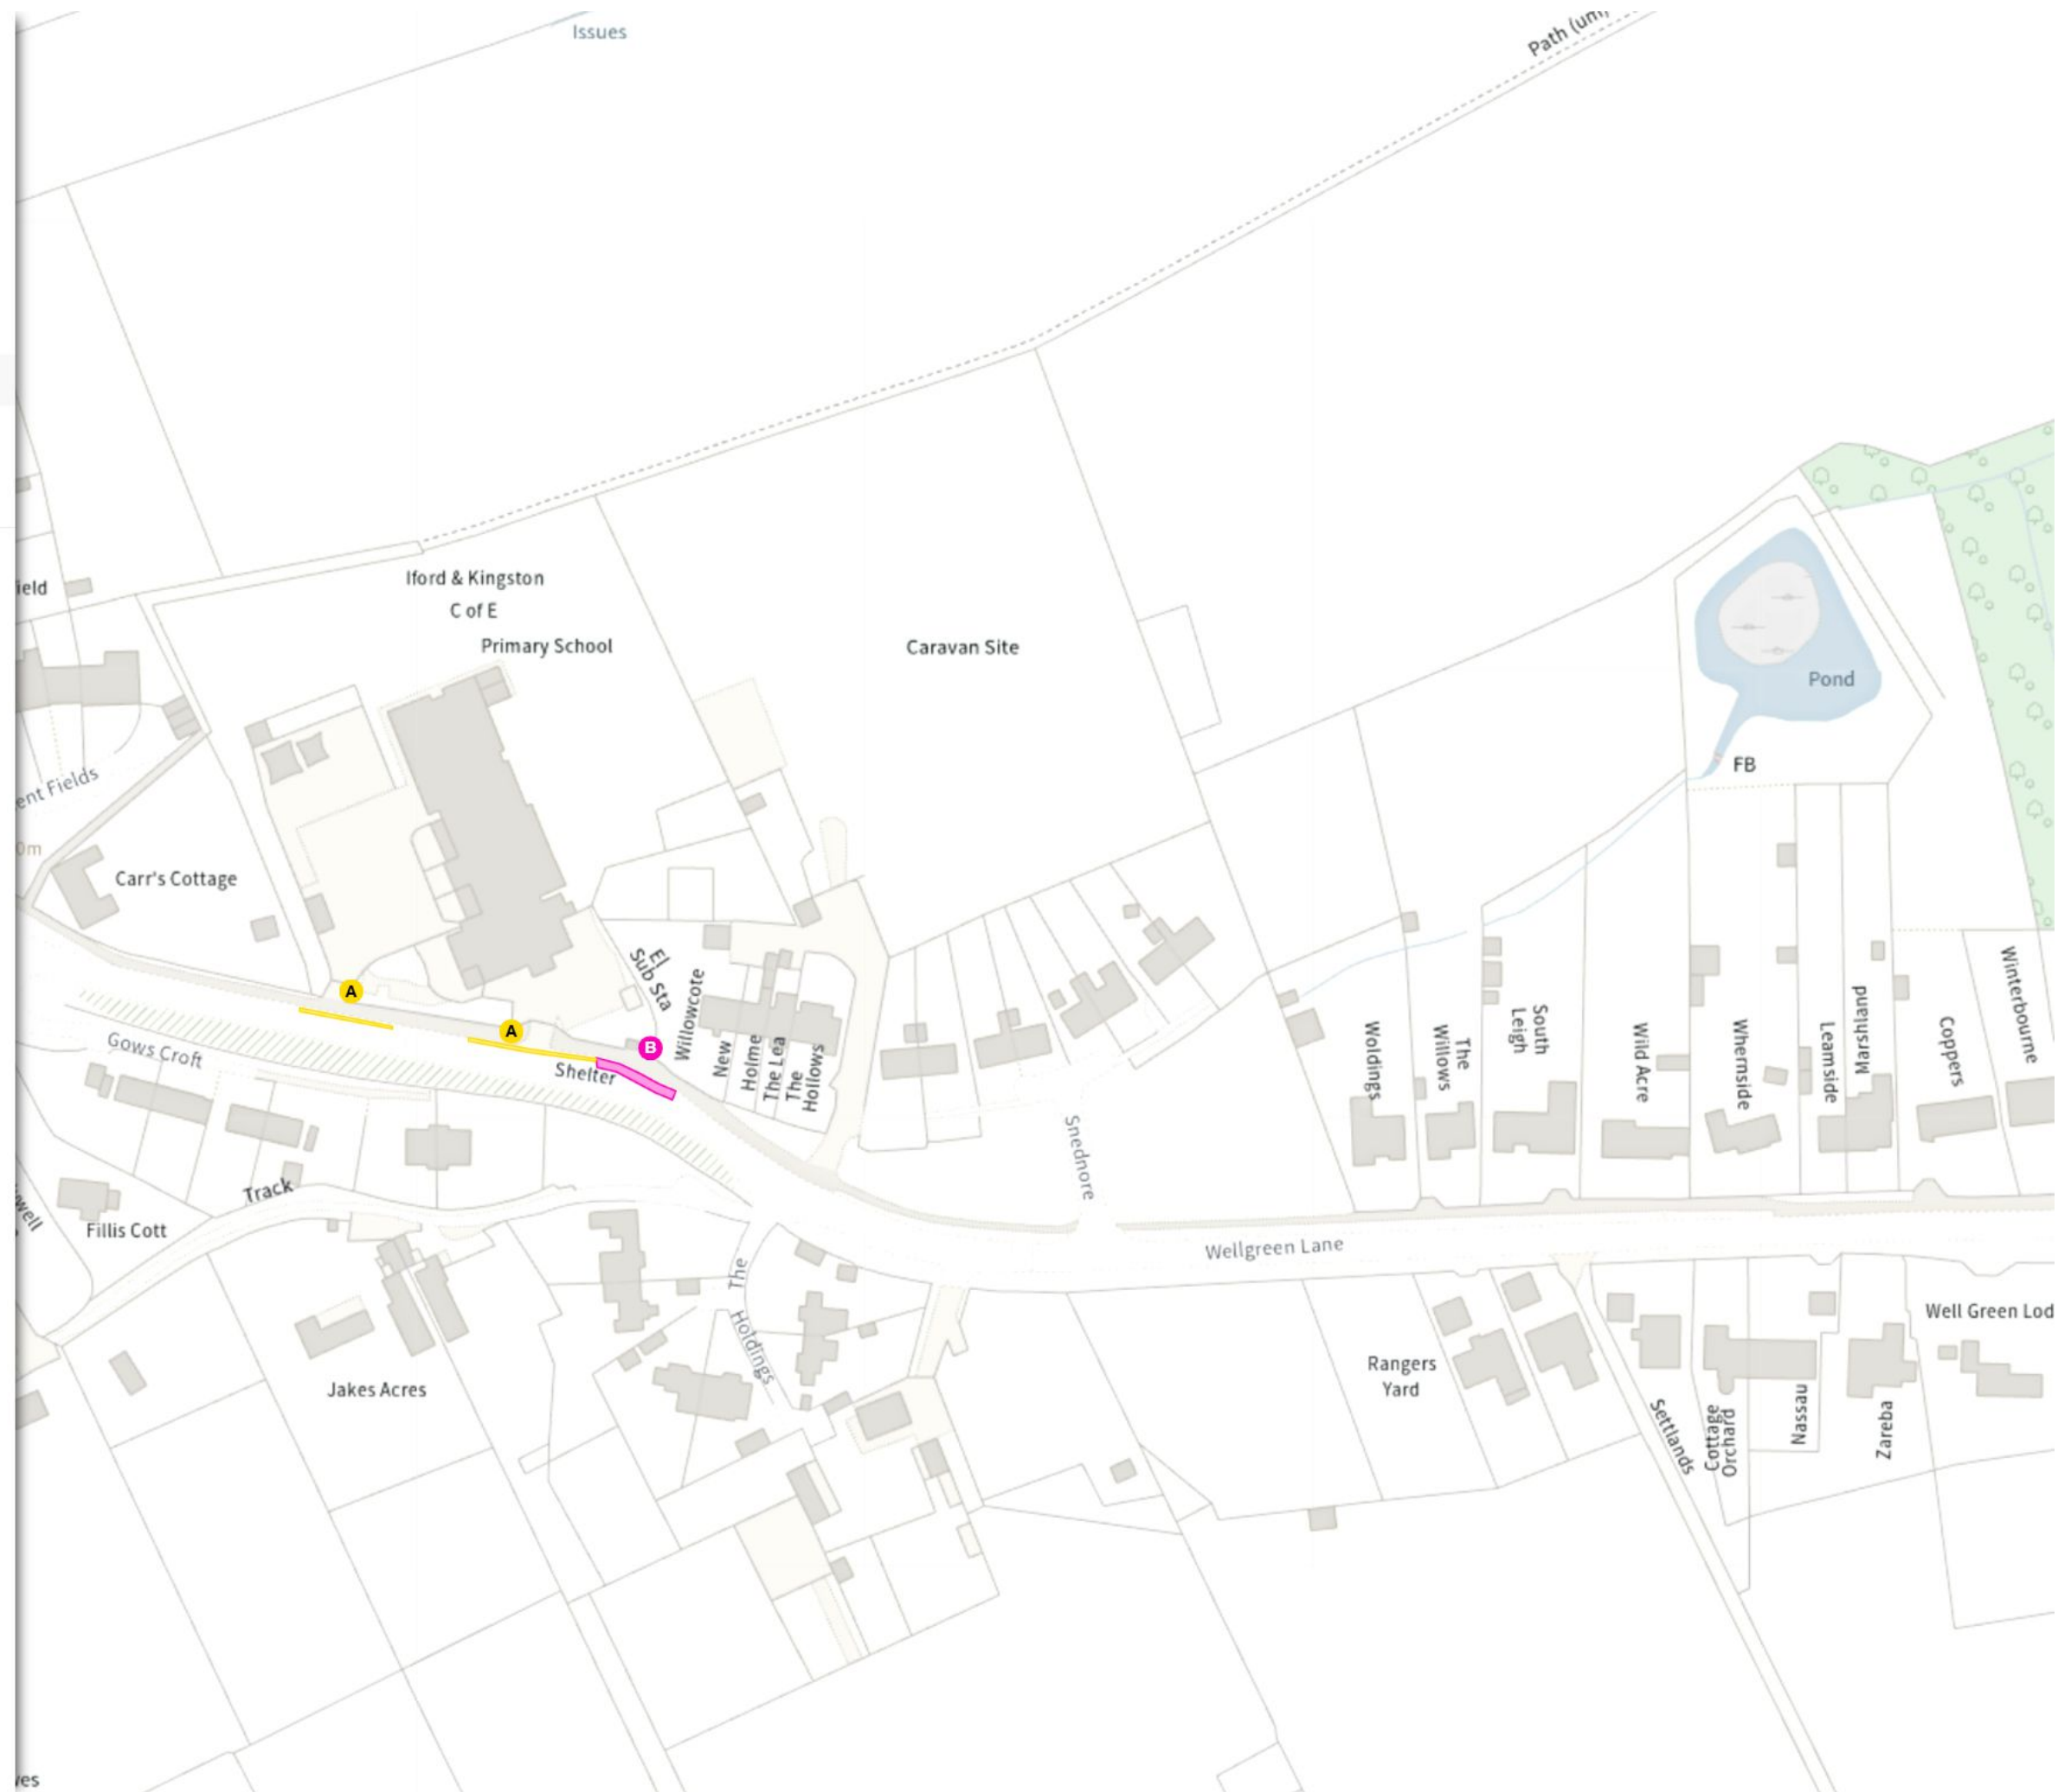 Issues
Path (um)
Iford & Kingston
C of E
Primary School
ield
Caravan Site
Pond
FB
ent Fields
0m
Carr's Cottage
El
Sub Sta
Willowcote
A
A
B
Gows Croft
Shelter
New
Holme
The Lea
The
Hollows
Snednore
Woldings
The
Willows
South
Leigh
Wild Acre
Whernside
Leamside
Marshland
Coppers
Winterbourne
Track
Fillis Cott
Wellgreen Lane
The
Holdings
Jakes Acres
Rangers
Yard
Settlands
Cottage
Orchard
Nassau
Zareba
Well Green Lod